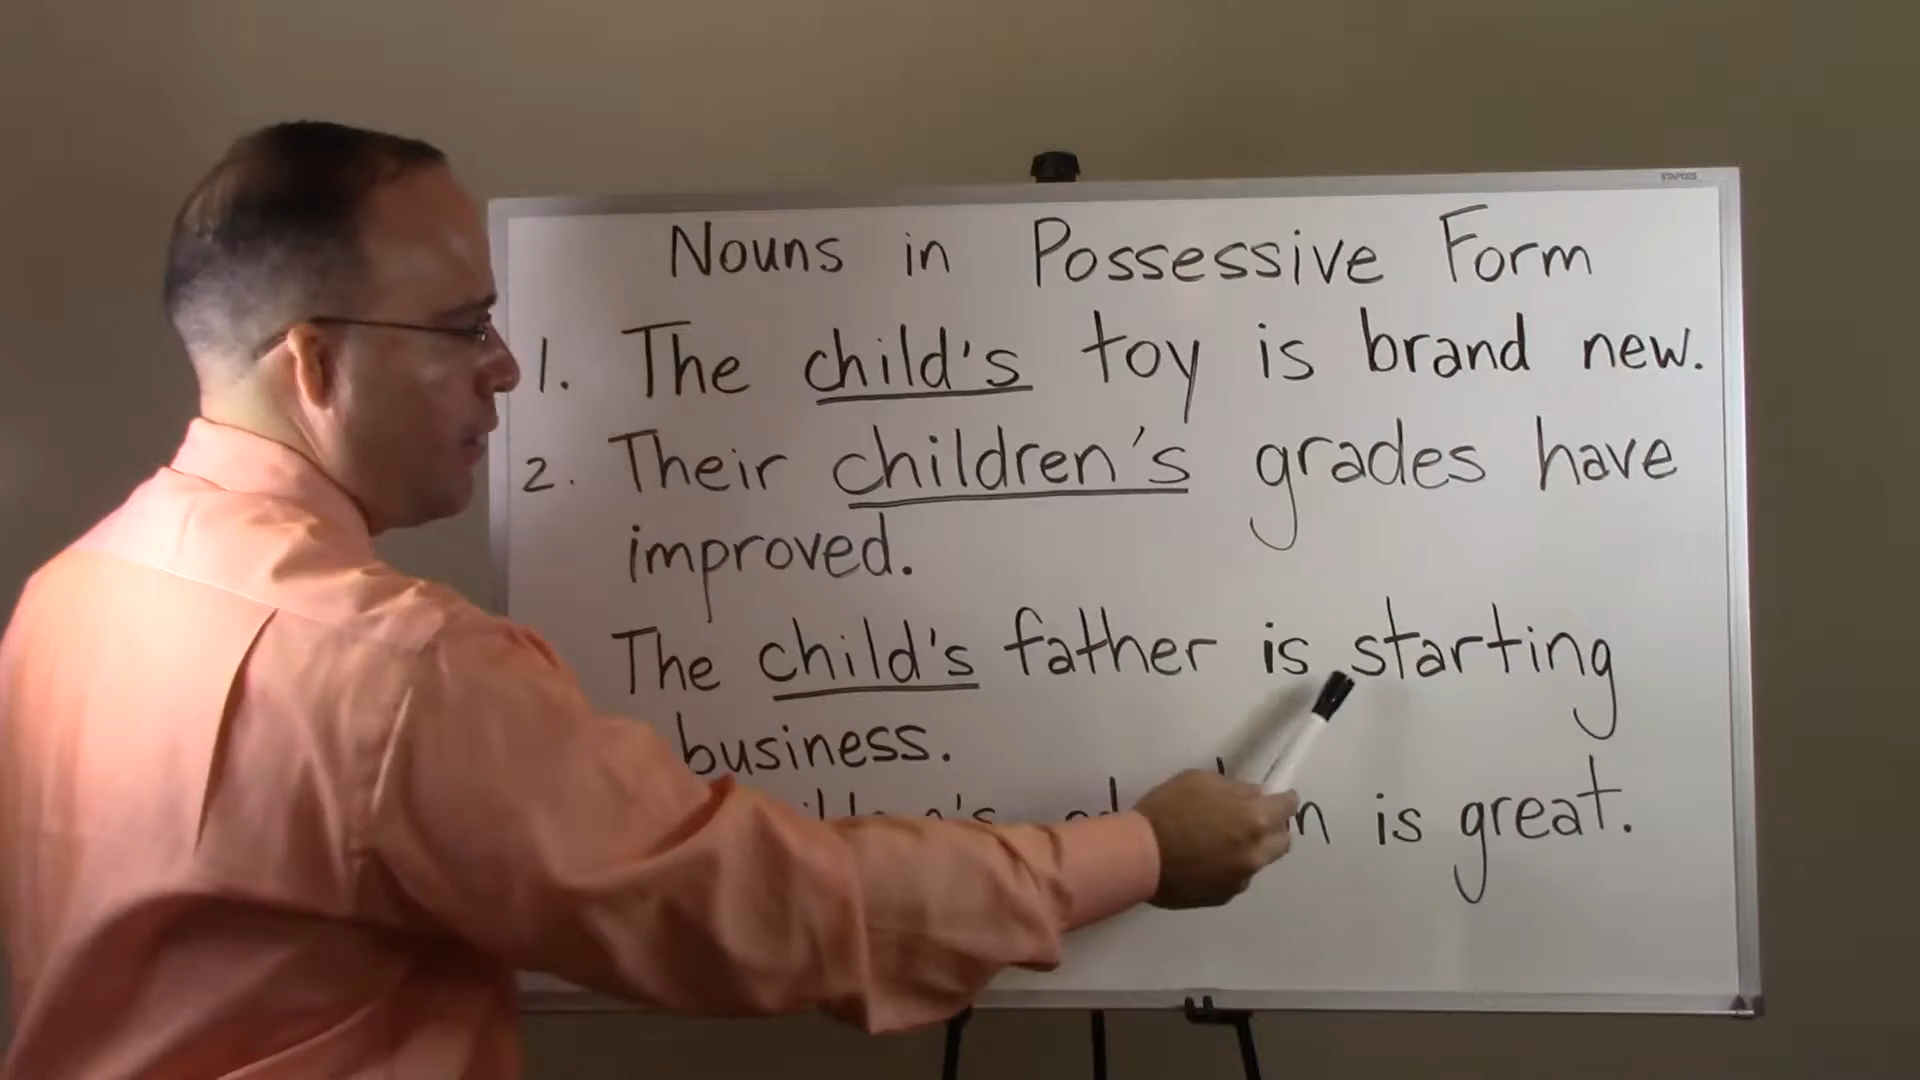 STAPLES
Nouns in Possessive Form
1. The child's toy is brand new.
2. Their children's grades have
improved.
The child's father is starting
business.
is great.